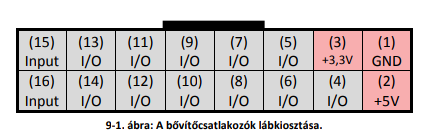 (15) (13) (11) (9) (7) (5) (3) (1)
Input I/O I/O I/O I/O I/O +3,3V GND
(16) (14) (12) (10) (8) (6) (4) (2)
Input I/O I/O I/O I/O I/O I/O +5V
9-1. ábra: A bővítőcsatlakozók lábkiosztása.